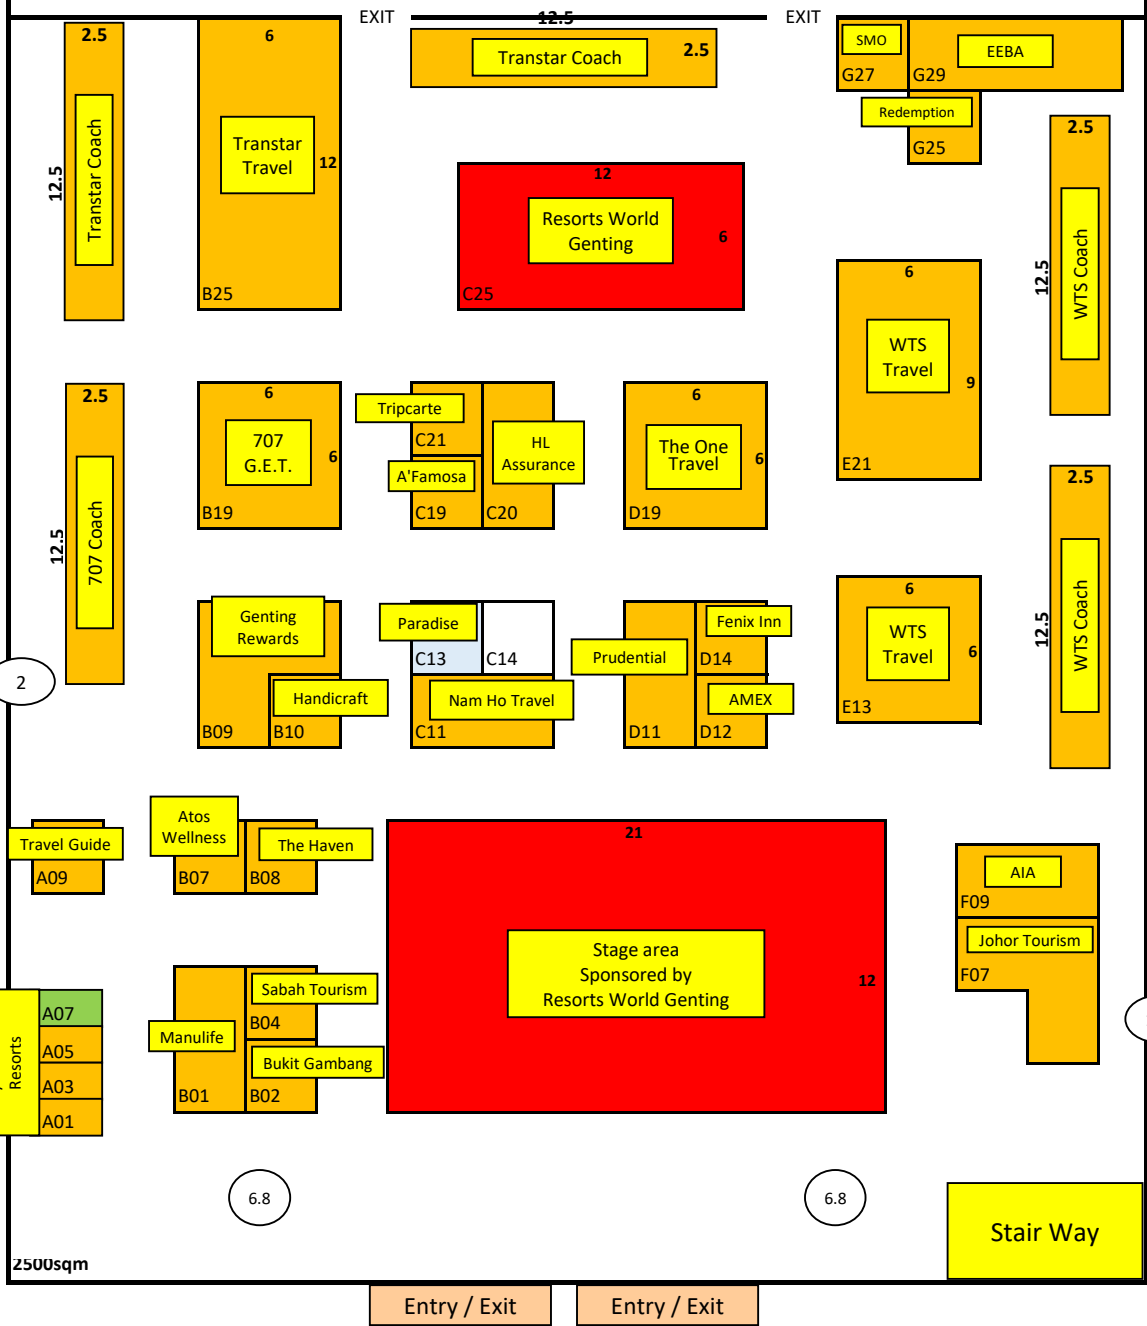 EXIT
12.5
EXIT
2.5
12.5
Transtar Coach
6
Transtar
Travel
12
B25
Transtar Coach
2.5
SMO
G27
EEBA
G29
Redemption
G25
12
Resorts World
Genting
6
C25
2.5
12.5
WTS Coach
6
WTS
Travel
9
E21
2.5
12.5
707 Coach
6
707
G.E.T.
6
B19
Tripcarte
C21
A'Famosa
C19
HL
Assurance
C20
6
The One
Travel
6
D19
2.5
12.5
WTS Coach
2
Genting
Rewards
B09
Handicraft
B10
Paradise
C13
C14
Nam Ho Travel
C11
Prudential
D11
Fenix Inn
D14
AMEX
D12
6
WTS
Travel
6
E13
Travel Guide
A09
Atos
Wellness
B07
The Haven
B08
21
Stage area
Sponsored by
Resorts World Genting
12
AIA
F09
Johor Tourism
F07
Resorts
A07
A05
A03
A01
Manulife
B01
Sabah Tourism
B04
Bukit Gambang
B02
6.8
6.8
Stair Way
2500sqm
Entry / Exit
Entry / Exit